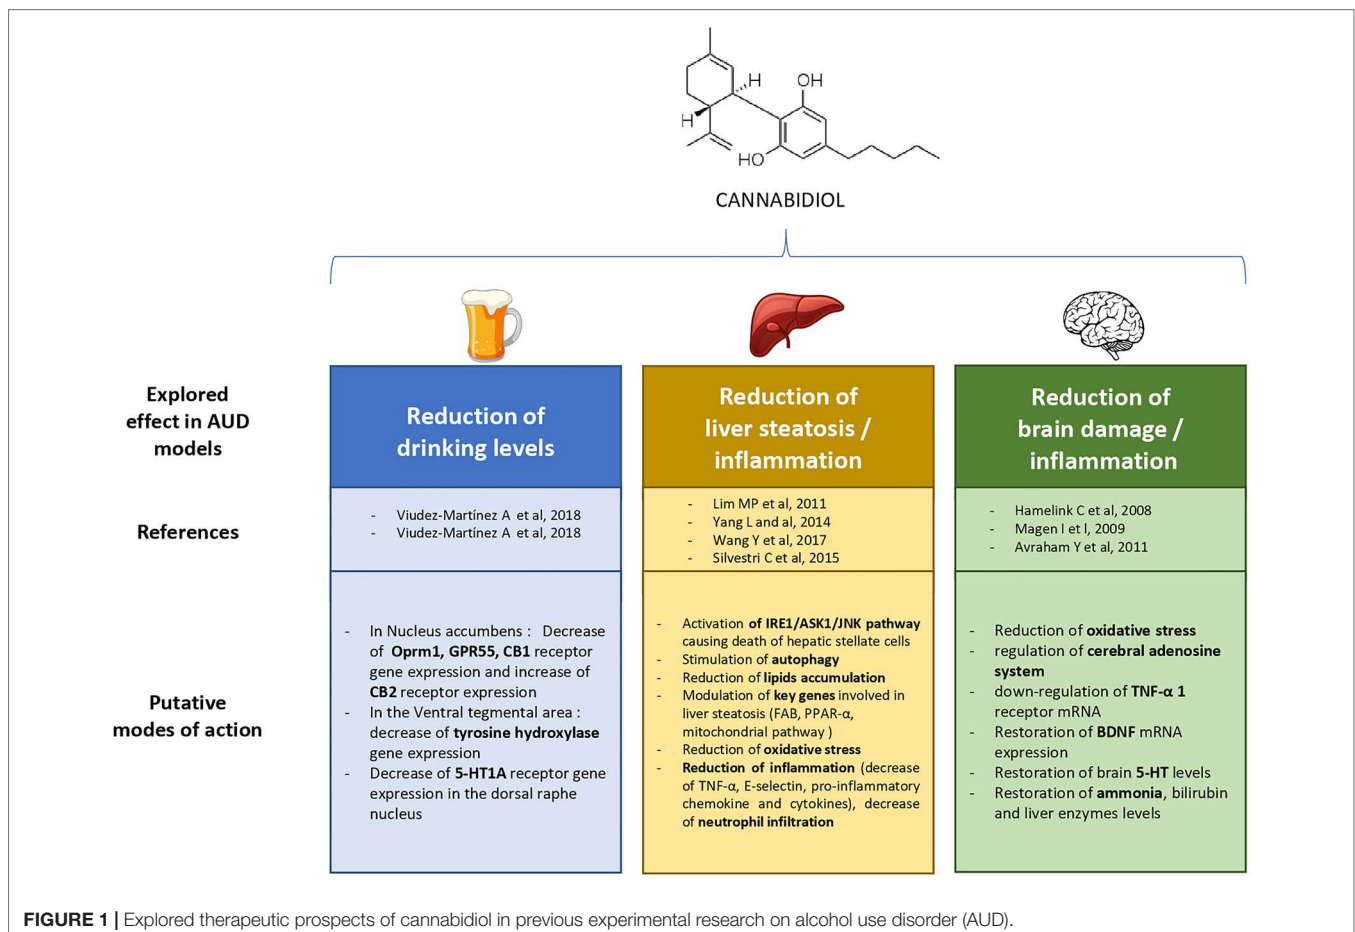 H
OH
H
HO
CANNABIDIOL
Explored
effect in AUD
models
Reduction of
drinking levels
Reduction of
liver steatosis /
inflammation
Reduction of
brain damage /
inflammation
References
- Viudez-Martínez A et al, 2018
- Viudez-Martínez A et al, 2018
- Lim MP et al, 2011
- Yang L and al, 2014
- Wang Y et al, 2017
- Silvestri C et al, 2015
- Hamelink C et al, 2008
- Magen I et l, 2009
- Avraham Y et al, 2011
Putative
modes of action
- In Nucleus accumbens : Decrease
of Oprm1, GPR55, CB1 receptor
gene expression and increase of
CB2 receptor expression
- In the Ventral tegmental area :
decrease of tyrosine hydroxylase
gene expression
- Decrease of 5-HT1A receptor gene
expression in the dorsal raphe
nucleus
- Activation of IRE1/ASK1/JNK pathway
causing death of hepatic stellate cells
- Stimulation of autophagy
- Reduction of lipids accumulation
- Modulation of key genes involved in
liver steatosis (FAB, PPAR-α,
mitochondrial pathway )
- Reduction of oxidative stress
- Reduction of inflammation (decrease
of TNF-α, E-selectin, pro-inflammatory
chemokine and cytokines), decrease
of neutrophil infiltration
- Reduction of oxidative stress
- regulation of cerebral adenosine
system
- down-regulation of TNF-α 1
receptor mRNA
- Restoration of BDNF mRNA
expression
- Restoration of brain 5-HT levels
- Restoration of ammonia, bilirubin
and liver enzymes levels
FIGURE 1 | Explored therapeutic prospects of cannabidiol in previous experimental research on alcohol use disorder (AUD).